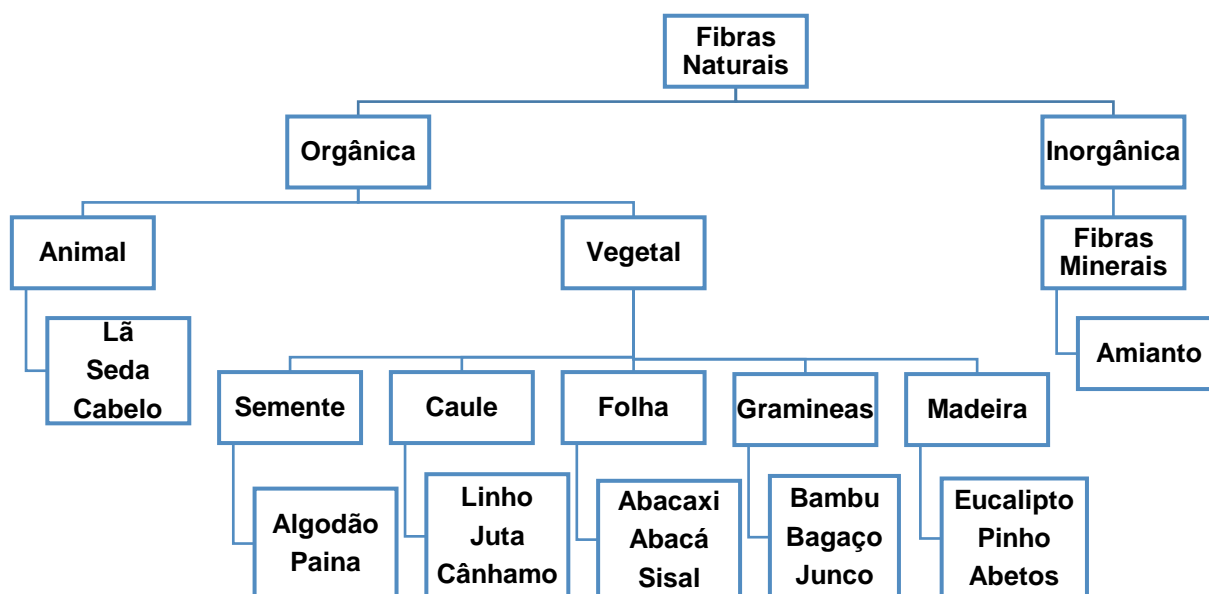 Fibras
Naturais
Orgânica
Inorgânica
Animal
Vegetal
Fibras
Minerais
Lã
Seda
Cabelo
Amianto
Semente
Caule
Folha
Gramineas
Madeira
Algodão
Paina
Linho
Juta
Cânhamo
Abacaxi
Abacá
Sisal
Bambu
Bagaço
Junco
Eucalipto
Pinho
Abetos